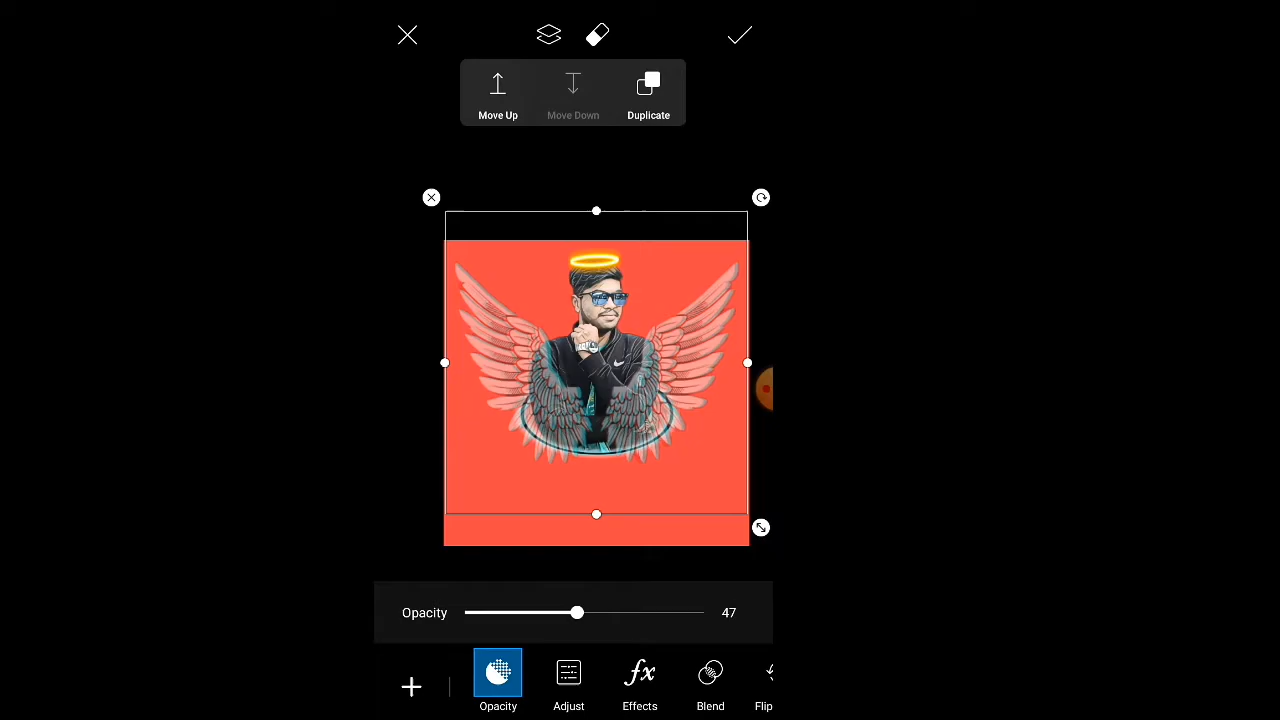 Move Up Move Down Duplicate
Opacity 47
Opacity Adjust Effects Blend Flip